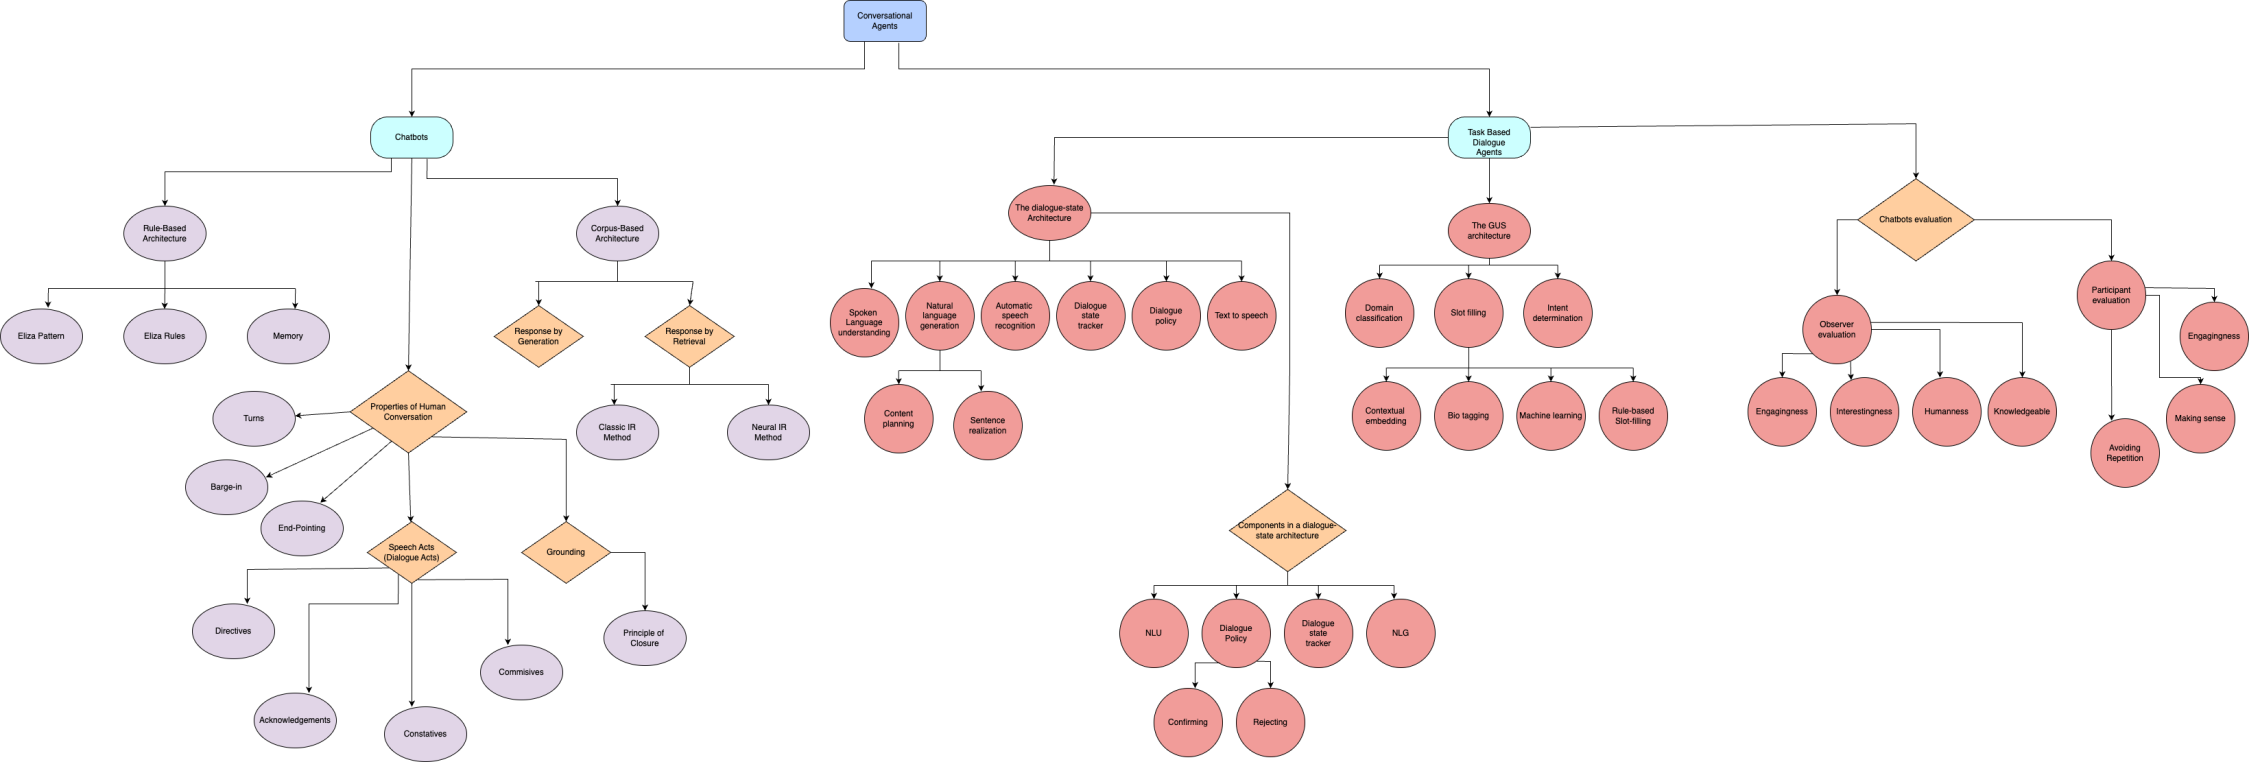 Conversational
Agents
Chatbots
Task Based
Dialogue
Agents
Rule-Based
Architecture
Corpus-Based
Architecture
The dialogue-state
Architecture
The GUS
architecture
Chatbots evaluation
Eliza Pattern
Eliza Rules
Memory
Response by
Generation
Response by
Retrieval
Spoken
Language
understanding
Natural
language
generation
Automatic
speech
recognition
Dialogue
state
tracker
Dialogue
policy
Text to speech
Domain
classification
Slot filling
Intent
determination
Observer
evaluation
Participant
evaluation
Engagingness
Properties of Human
Conversation
Turns
Classic IR
Method
Neural IR
Method
Content
planning
Sentence
realization
Contextual
embedding
Bio tagging
Machine learning
Rule-based
Slot-filling
Engagingness
Interestingness
Humanness
Knowledgeable
Making sense
Avoiding
Repetition
Barge-in
End-Pointing
Speech Acts
(Dialogue Acts)
Grounding
Components in a dialogue-
state architecture
Directives
Principle of
Closure
NLU
Dialogue
Policy
Dialogue
state
tracker
NLG
Commisives
Acknowledgements
Constatives
Confirming
Rejecting